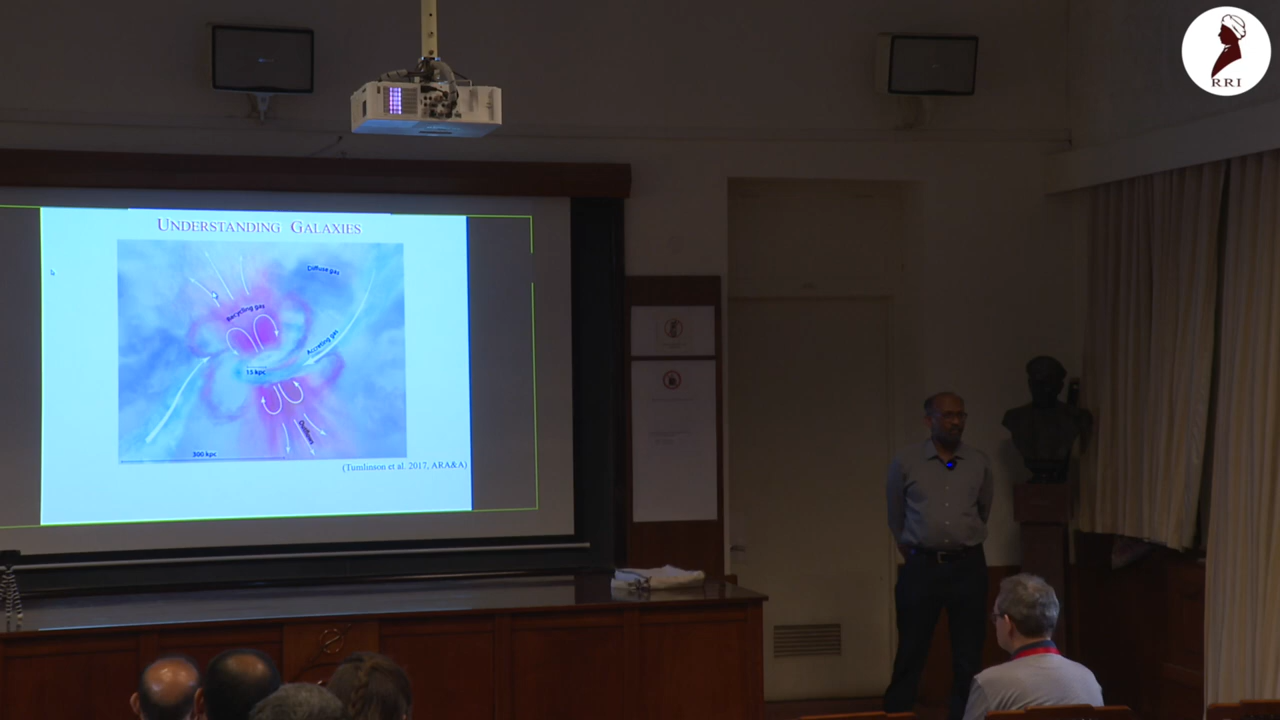 RRI
UNDERSTANDING GALAXIES
Diffuse gas
Recycling gas
Accreting gas
15 kpc
Outflows
300 kpc
(Tumlinson et al. 2017, ARA&A)